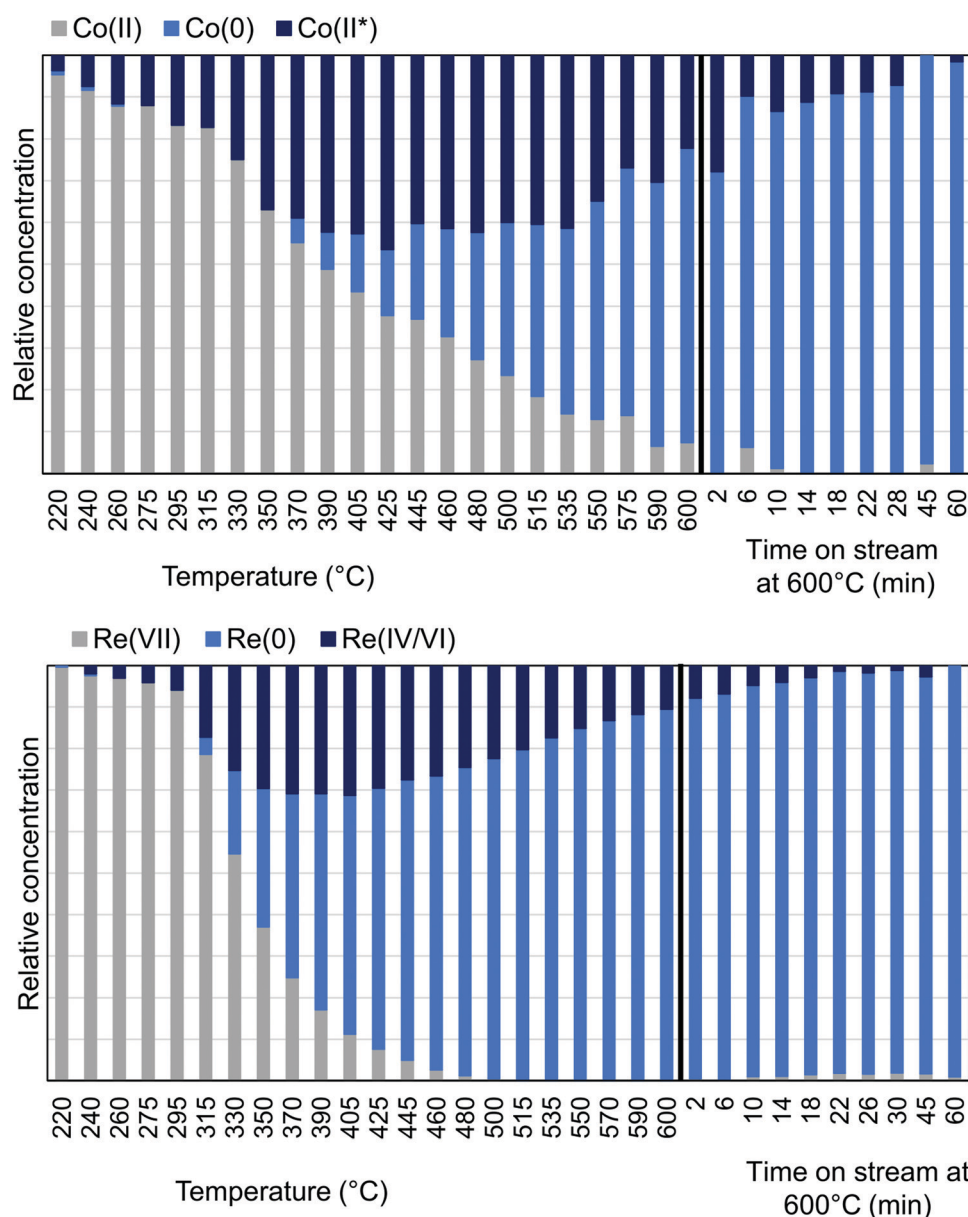 Co(II) Co(0) Co(II*)
Relative concentration
220 240 260 275 295 315 330 350 370 390 405 425 445 460 480 500 515 535 550 575 590 600 2 6 10 14 18 22 28 45 60
Temperature (°C)
Time on stream
at 600°C (min)
Re(VII) Re(0) Re(IV/VI)
Relative concentration
220 240 260 275 295 315 330 350 370 390 405 425 445 460 480 500 515 535 550 570 590 600 2 6 10 14 18 22 26 30 45 60
Temperature (°C)
Time on stream at
600°C (min)